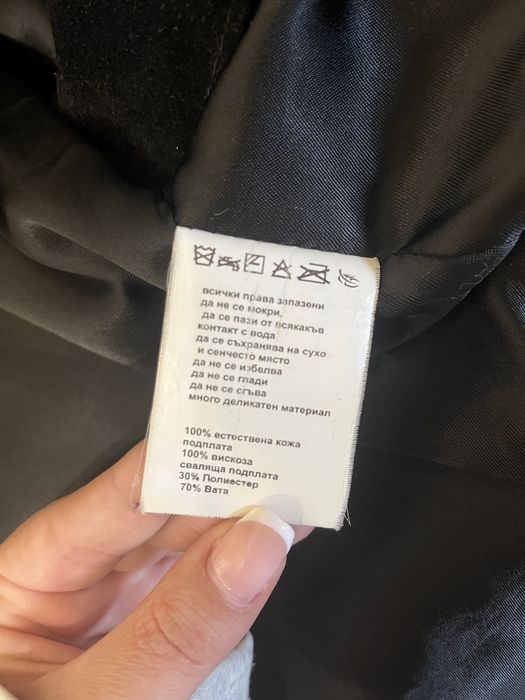 всички права запазени
да не се мокри,
да се пази от всякакъв
контакт с вода
да се съхранява на сухо
и сенчесто място
да не се избелва
да не се глади
да не се сгъва
много деликатен материал
100% естоствена кожа
подплата
100% вискоза
сваляща подплата
30% Полиестер
70% Вата